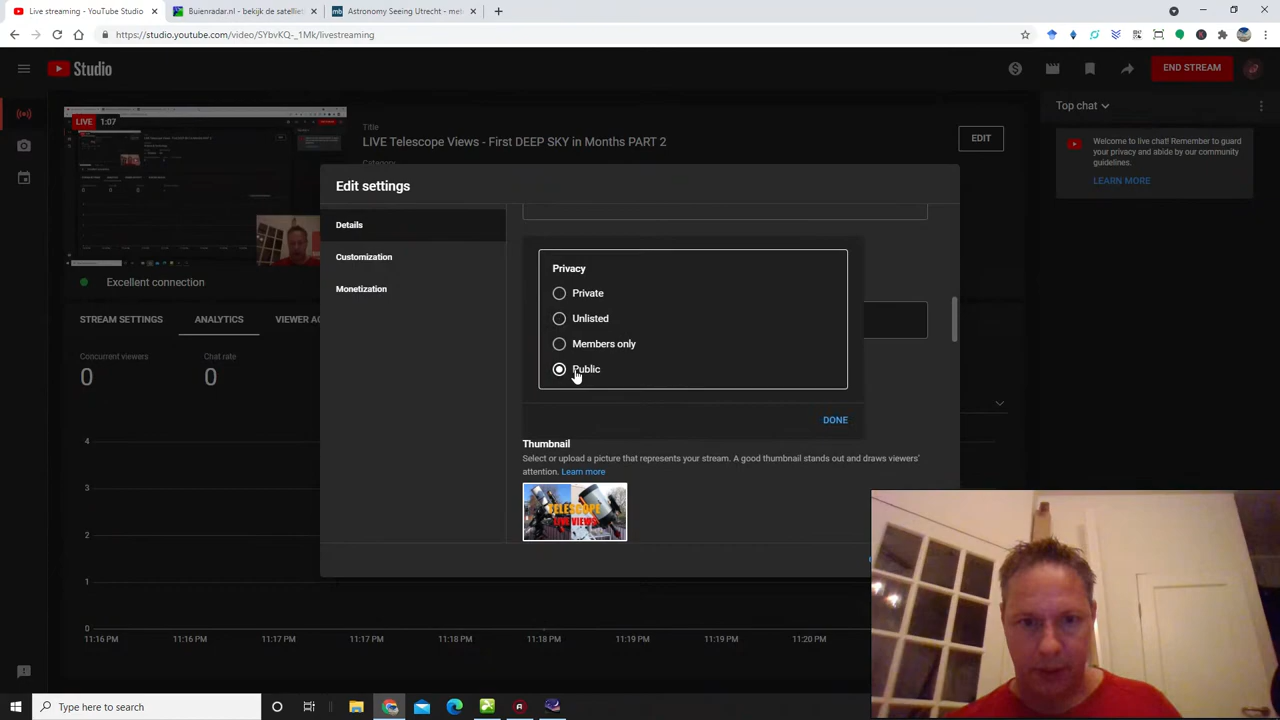 Live streaming - YouTube Studio
Buienradar.nl - bekijk de satelliet
Astronomy Seeing Utrecht - met
https://studio.youtube.com/video/SYbvKQ-_1Mk/livestreaming
Studio
END STREAM
LIVE 1:07
Title
LIVE Telescope Views - First DEEP SKY in Months PART 2
Category
EDIT
Top chat
Welcome to live chat! Remember to guard
your privacy and abide by our community
guidelines.
LEARN MORE
Edit settings
Details
Customization
Monetization
Privacy
Private
Unlisted
Members only
Public
DONE
Excellent connection
STREAM SETTINGS
ANALYTICS
VIEWER AC
Concurrent viewers
0
Chat rate
0
Thumbnail
Select or upload a picture that represents your stream. A good thumbnail stands out and draws viewers'
attention. Learn more
TELESCOPE
LIVE VIEWS
4
3
2
1
0
11:16 PM 11:16 PM 11:17 PM 11:17 PM 11:18 PM 11:18 PM 11:19 PM 11:19 PM 11:20 PM
Type here to search